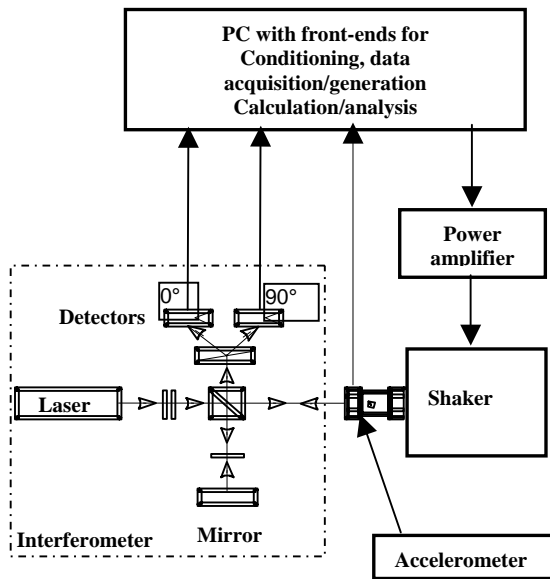 PC with front-ends for
Conditioning, data
acquisition/generation
Calculation/analysis
Power
amplifier
0°
90°
Detectors
Laser
Shaker
Interferometer
Mirror
Accelerometer